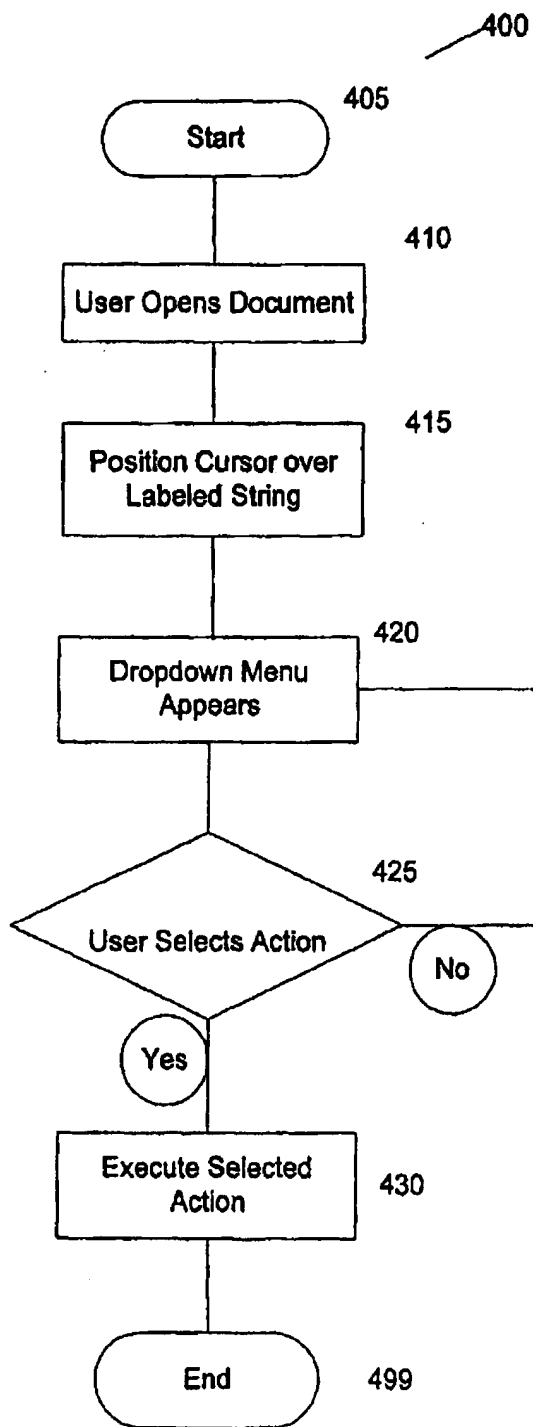 400
405
Start
410
User Opens Document
415
Position Cursor over
Labeled String
420
Dropdown Menu
Appears
425
User Selects Action
No
Yes
Execute Selected
Action
430
End
499